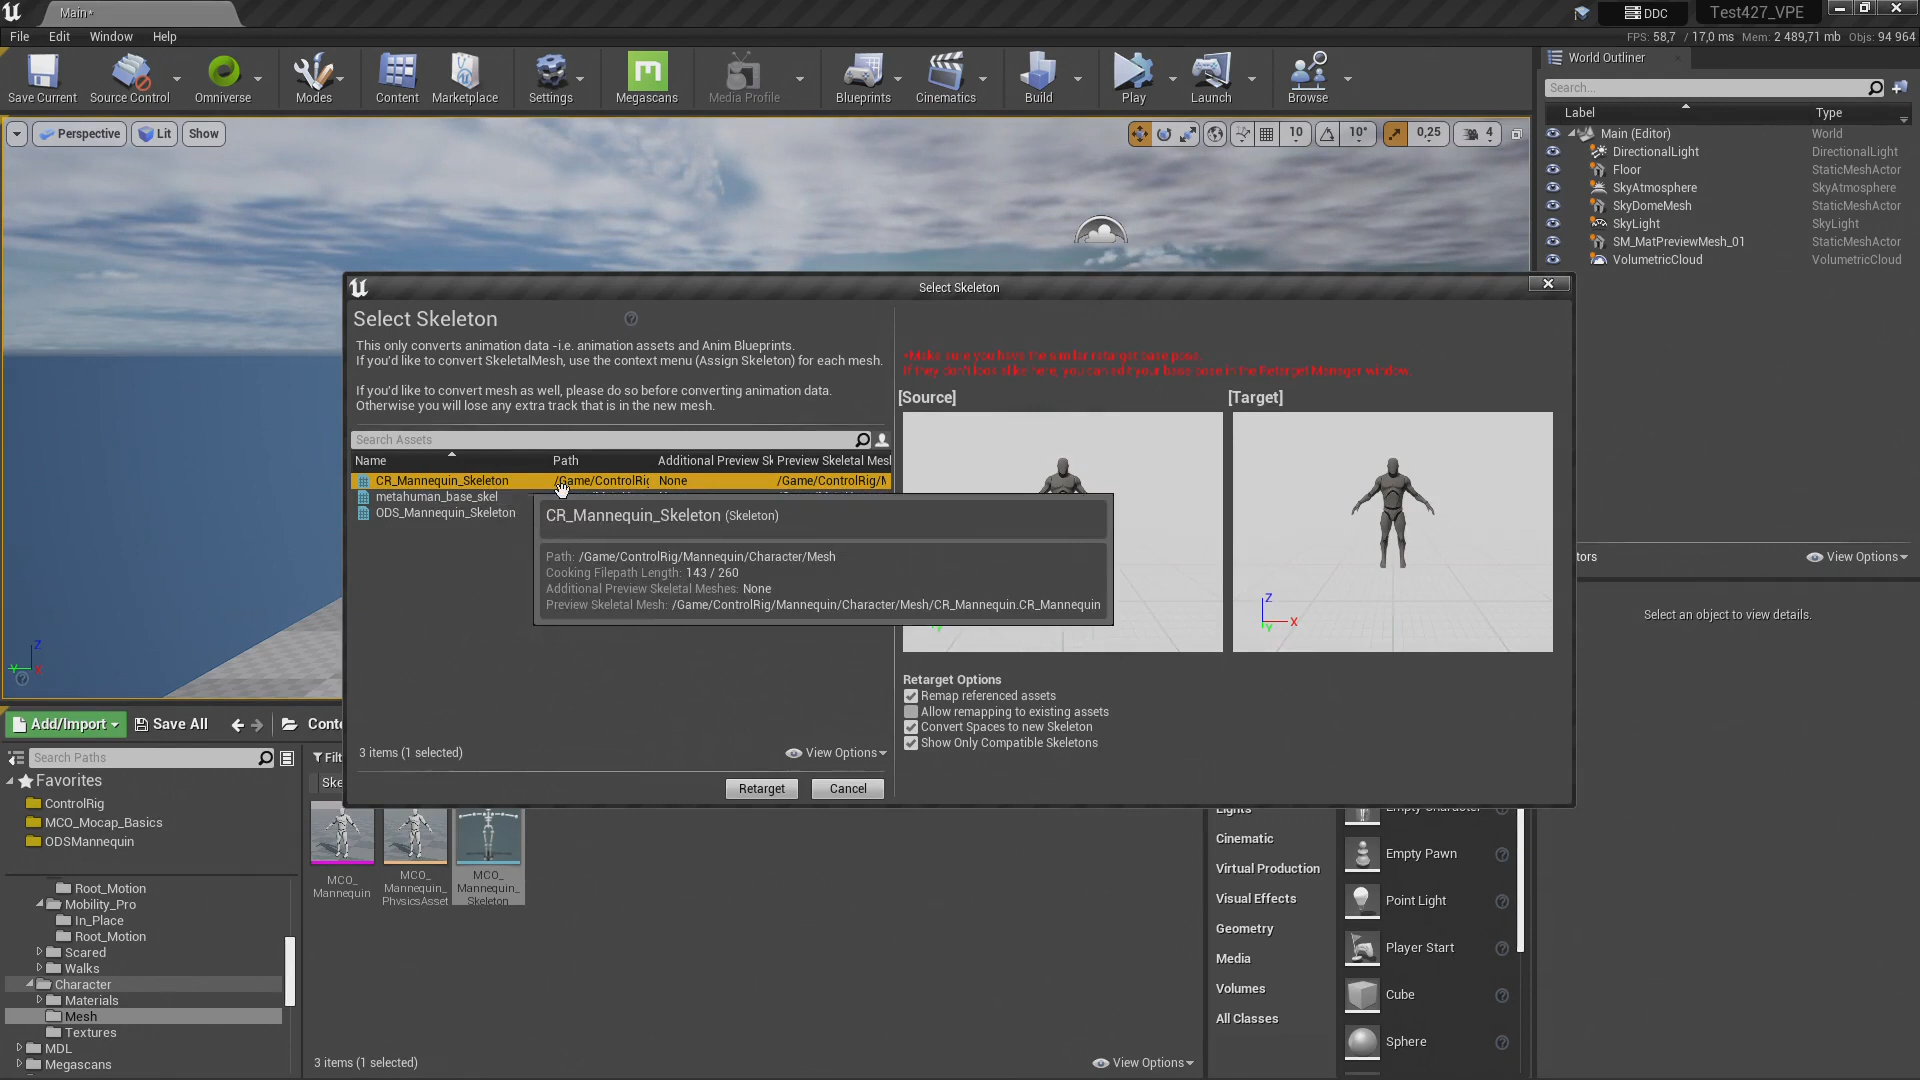 Main*
DDC
Test427_VPE
File Edit Window Help
FPS: 58,7 / 17,0 ms Mem: 2 489,71 mb Objs: 94 964
Save Current
Source Control
Omniverse
Modes
Content
Marketplace
Settings
Megascans
Media Profile
Blueprints
Cinematics
Build
Play
Launch
Browse
Perspective
Lit
Show
10
10°
0,25
4
World Outliner
Search...
Label Type
Main (Editor) World
DirectionalLight DirectionalLight
Floor StaticMeshActor
SkyAtmosphere SkyAtmosphere
SkyDomeMesh StaticMeshActor
SkyLight SkyLight
SM_MatPreviewMesh_01 StaticMeshActor
VolumetricCloud VolumetricCloud
tors
View Options
Select an object to view details.
Select Skeleton
Select Skeleton
This only converts animation data -i.e. animation assets and Anim Blueprints.
If you'd like to convert SkeletalMesh, use the context menu (Assign Skeleton) for each mesh.
If you'd like to convert mesh as well, please do so before converting animation data.
Otherwise you will lose any extra track that is in the new mesh.
Search Assets
Name Path Additional Preview Sk Preview Skeletal Mesh
CR_Mannequin_Skeleton /Game/ControlRig None /Game/ControlRig/M
metahuman_base_skel
ODS_Mannequin_Skeleton
CR_Mannequin_Skeleton (Skeleton)
Path: /Game/ControlRig/Mannequin/Character/Mesh
Cooking Filepath Length: 143 / 260
Additional Preview Skeletal Meshes: None
Preview Skeletal Mesh: /Game/ControlRig/Mannequin/Character/Mesh/CR_Mannequin.CR_Mannequin
*Make sure you have the similar retarget base pose.
If they don't look alike here, you can edit your base pose in the Retarget Manager window.
[Source]
[Target]
Z
X
Y
Retarget Options
Remap referenced assets
Allow remapping to existing assets
Convert Spaces to new Skeleton
Show Only Compatible Skeletons
3 items (1 selected)
View Options
Retarget
Cancel
Z
Y
X
Add/Import
Save All
Conte
Search Paths
Filt
Ske
Favorites
ControlRig
MCO_Mocap_Basics
ODSMannequin
Root_Motion
Mobility_Pro
In_Place
Root_Motion
Scared
Walks
Character
Materials
Mesh
Textures
MDL
Megascans
MCO_
Mannequin
MCO_
Mannequin_
PhysicsAsset
MCO_
Mannequin_
Skeleton
3 items (1 selected)
View Options
Lights
Cinematic
Virtual Production
Visual Effects
Geometry
Media
Volumes
All Classes
Empty Character
Empty Pawn
Point Light
Player Start
Cube
Sphere